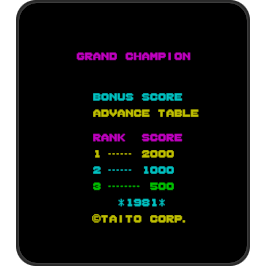 GRAND CHAMPION
BONUS SCORE
ADVANCE TABLE
RANK SCORE
1 ------ 2000
2 ------ 1000
3 -------- 500
*1981*
©TAITO CORP.